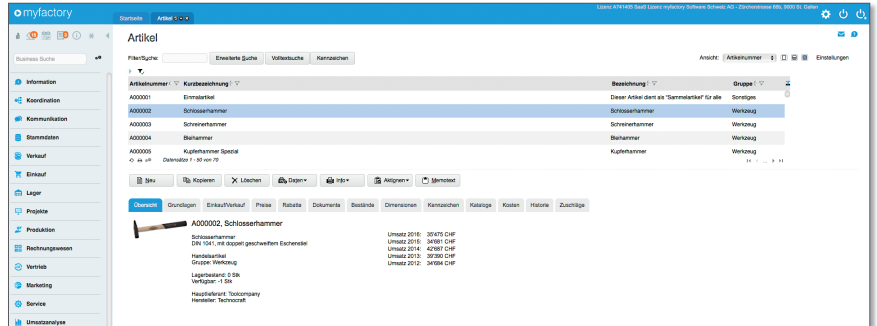 Lizenz A741405 SaaS Lizenz myfactory Software Schweiz AG - Zürcherstrasse 66b, 9000 St. Gallen
myfactory
Startseite Artikel
Artikel
Business Suche
Filter/Suche: Erweiterte Suche Volltextsuche Kennzeichen Ansicht: Artikelnummer Einstellungen
Artikelnummer Kurzbezeichnung Bezeichnung Gruppe
A000001 Einmalartikel Dieser Artikel dient als "Sammelartikel" für alle Sonstiges
A000002 Schlosserhammer Schlosserhammer Werkzeug
A000003 Schreinerhammer Schreinerhammer Werkzeug
A000004 Bleihammer Bleihammer Werkzeug
A000005 Kupferhammer Spezial Kupferhammer Werkzeug
Datensätze 1 - 50 von 70
Neu Kopieren Löschen Daten Info Aktionen Memotext
Übersicht Grundlagen Einkauf/Verkauf Preise Rabatte Dokumente Bestände Dimensionen Kennzeichen Kataloge Kosten Historie Zuschläge
A000002, Schlosserhammer
Schlosserhammer
DIN 1041, mit doppelt geschweiftem Eschenstiel
Handelsartikel
Gruppe: Werkzeug
Lagerbestand: 0 Stk
Verfügbar: -1 Stk
Hauptlieferant: Toolcompany
Hersteller: Technocraft
Umsatz 2016: 35'475 CHF
Umsatz 2015: 34'681 CHF
Umsatz 2014: 42'687 CHF
Umsatz 2013: 39'390 CHF
Umsatz 2012: 34'684 CHF
Information
Koordination
Kommunikation
Stammdaten
Verkauf
Einkauf
Lager
Projekte
Produktion
Rechnungswesen
Vertrieb
Marketing
Service
Umsatzanalyse